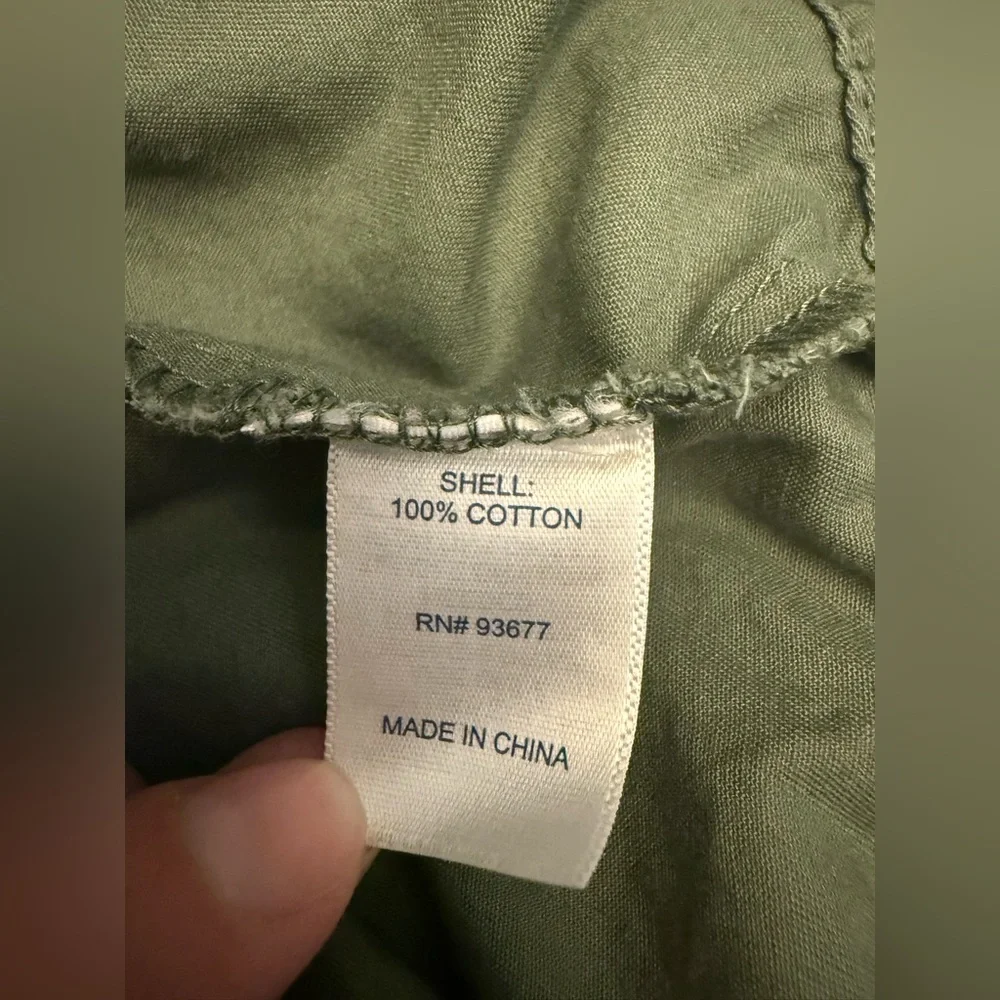 SHELL:
100% COTTON
RN# 93677
MADE IN CHINA